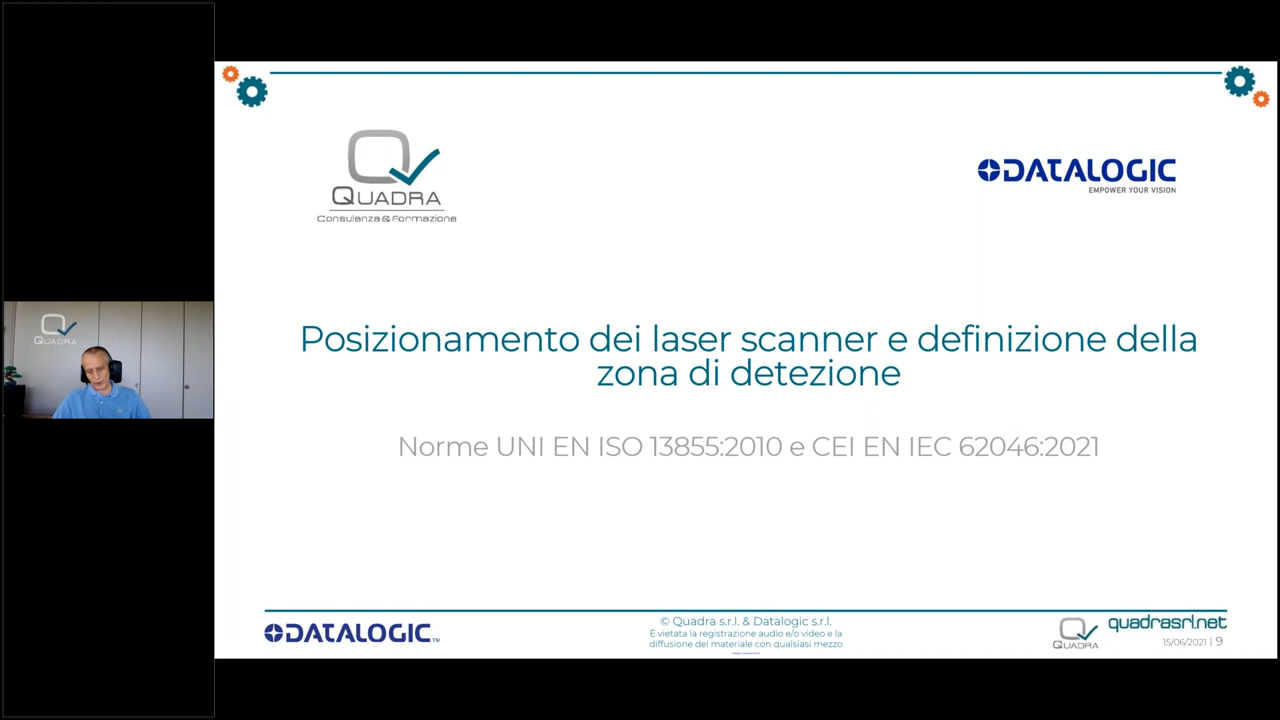 QUADRA
QUADRA
Consulenza & Formazione
DATALOGIC
EMPOWER YOUR VISION
Posizionamento dei laser scanner e definizione della
zona di detezione
Norme UNI EN ISO 13855:2010 e CEI EN IEC 62046:2021
DATALOGIC™
© Quadra s.r.l. & Datalogic s.r.l.
È vietata la registrazione audio e/o video e la
diffusione del materiale con qualsiasi mezzo
QUADRA
quadrasrl.net
15/06/2021 | 9